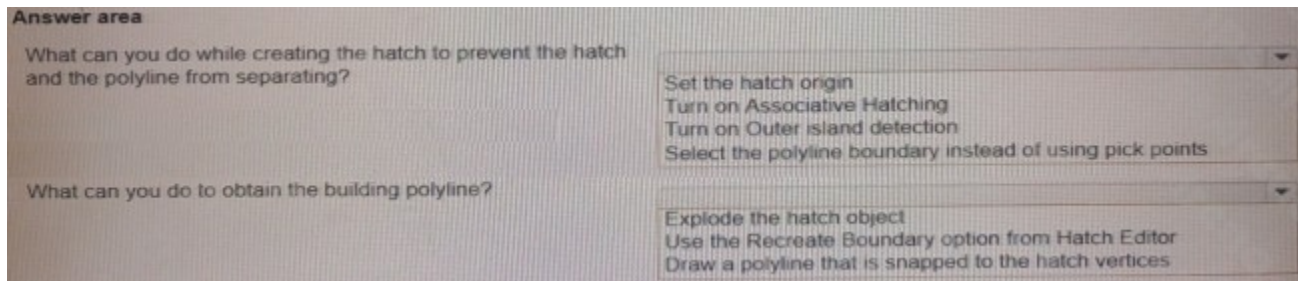 Answer area
What can you do while creating the hatch to prevent the hatch
and the polyline from separating?
Set the hatch origin
Turn on Associative Hatching
Turn on Outer island detection
Select the polyline boundary instead of using pick points
What can you do to obtain the building polyline?
Explode the hatch object
Use the Recreate Boundary option from Hatch Editor
Draw a polyline that is snapped to the hatch vertices